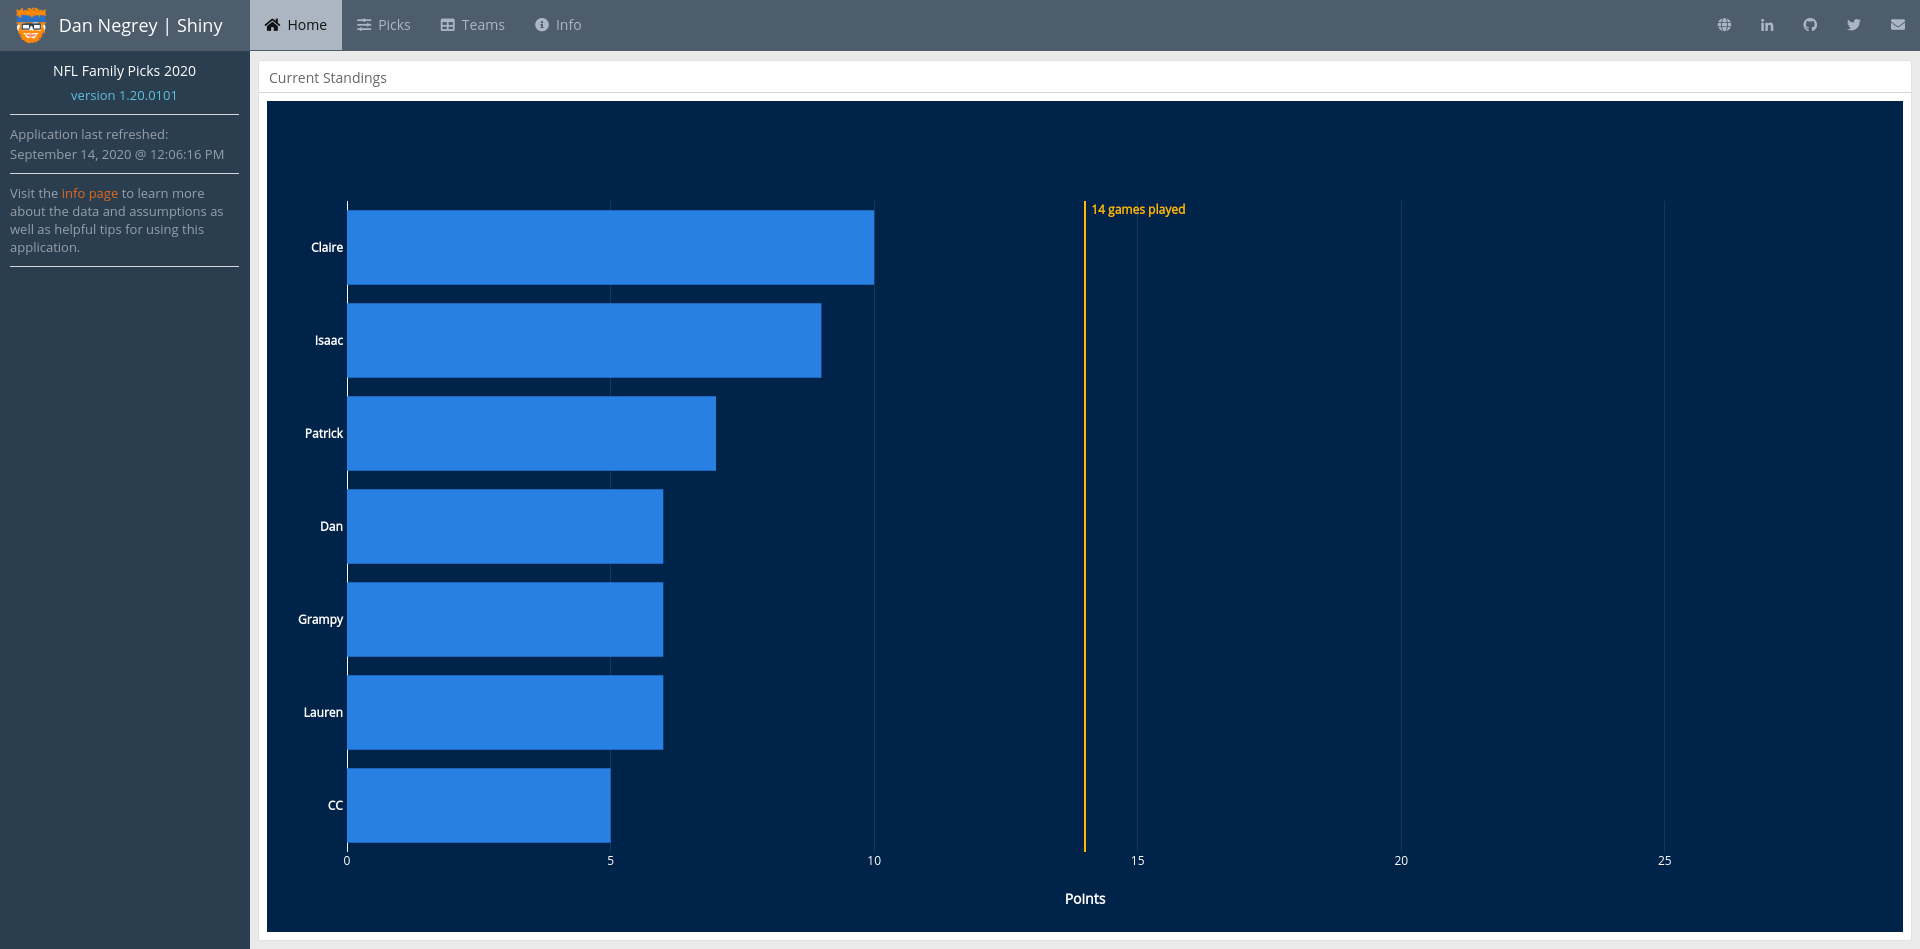 Dan Negrey | Shiny
Home Picks Teams Info
NFL Family Picks 2020
version 1.20.0101
Application last refreshed:
September 14, 2020 @ 12:06:16 PM
Visit the info page to learn more
about the data and assumptions as
well as helpful tips for using this
application.
Current Standings
14 games played
Claire
Isaac
Patrick
Dan
Grampy
Lauren
CC
0 5 10 15 20 25
Points